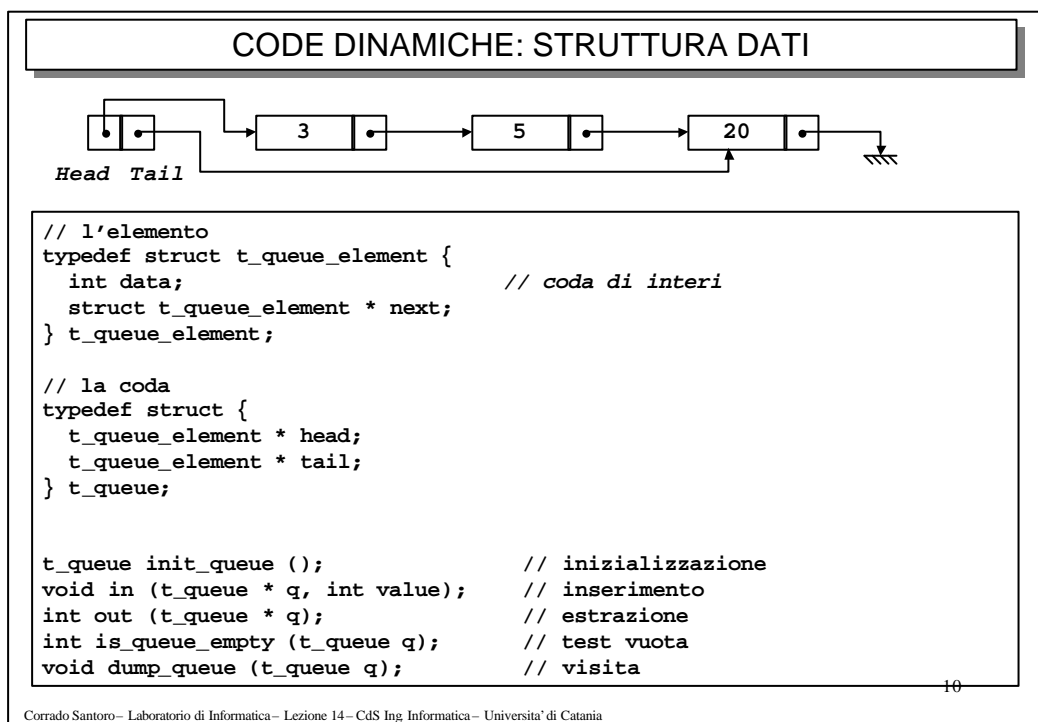 CODE DINAMICHE: STRUTTURA DATI
3 5 20
Head Tail
// l’elemento
typedef struct t_queue_element {
int data; // coda di interi
struct t_queue_element * next;
} t_queue_element;
// la coda
typedef struct {
t_queue_element * head;
t_queue_element * tail;
} t_queue;
t_queue init_queue (); // inizializzazione
void in (t_queue * q, int value); // inserimento
int out (t_queue * q); // estrazione
int is_queue_empty (t_queue q); // test vuota
void dump_queue (t_queue q); // visita
10
Corrado Santoro – Laboratorio di Informatica – Lezione 14 – CdS Ing. Informatica – Universita’ di Catania